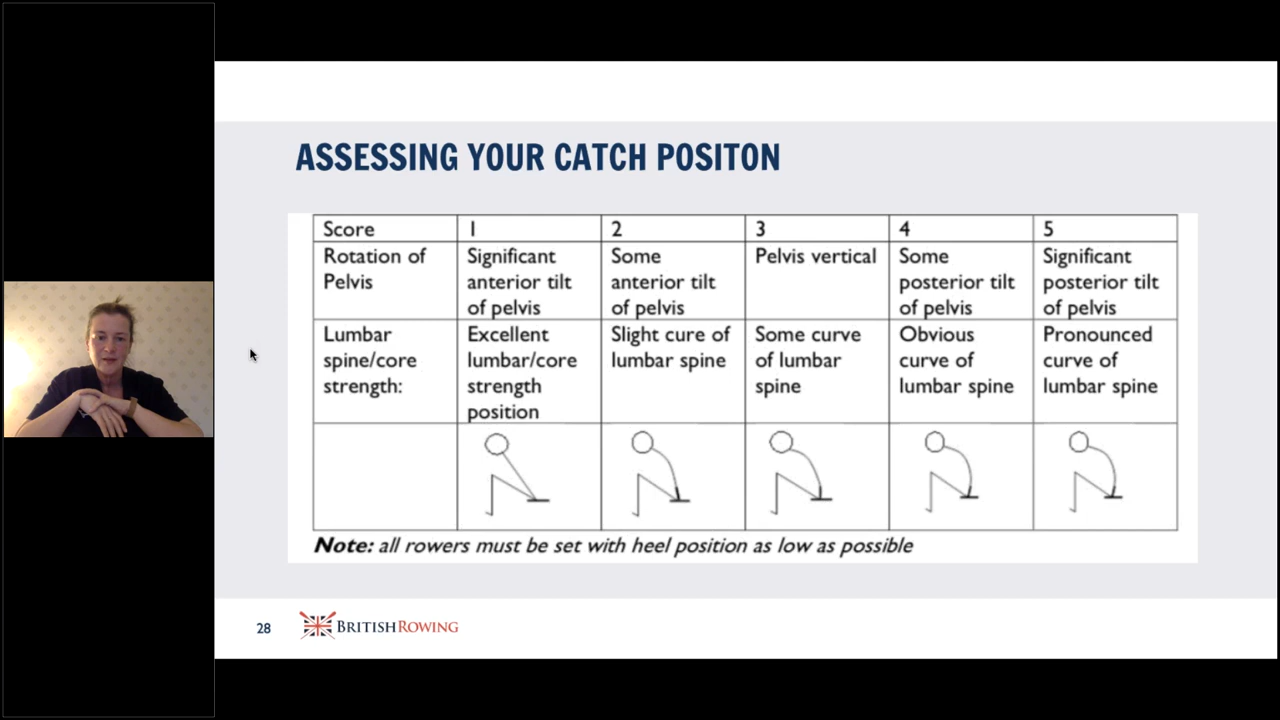 ASSESSING YOUR CATCH POSITON
Score 1 2 3 4 5
Rotation of Pelvis Significant anterior tilt of pelvis Some anterior tilt of pelvis Pelvis vertical Some posterior tilt of pelvis Significant posterior tilt of pelvis
Lumbar spine/core strength: Excellent lumbar/core strength position Slight cure of lumbar spine Some curve of lumbar spine Obvious curve of lumbar spine Pronounced curve of lumbar spine
Note: all rowers must be set with heel position as low as possible
28 BRITISHROWING